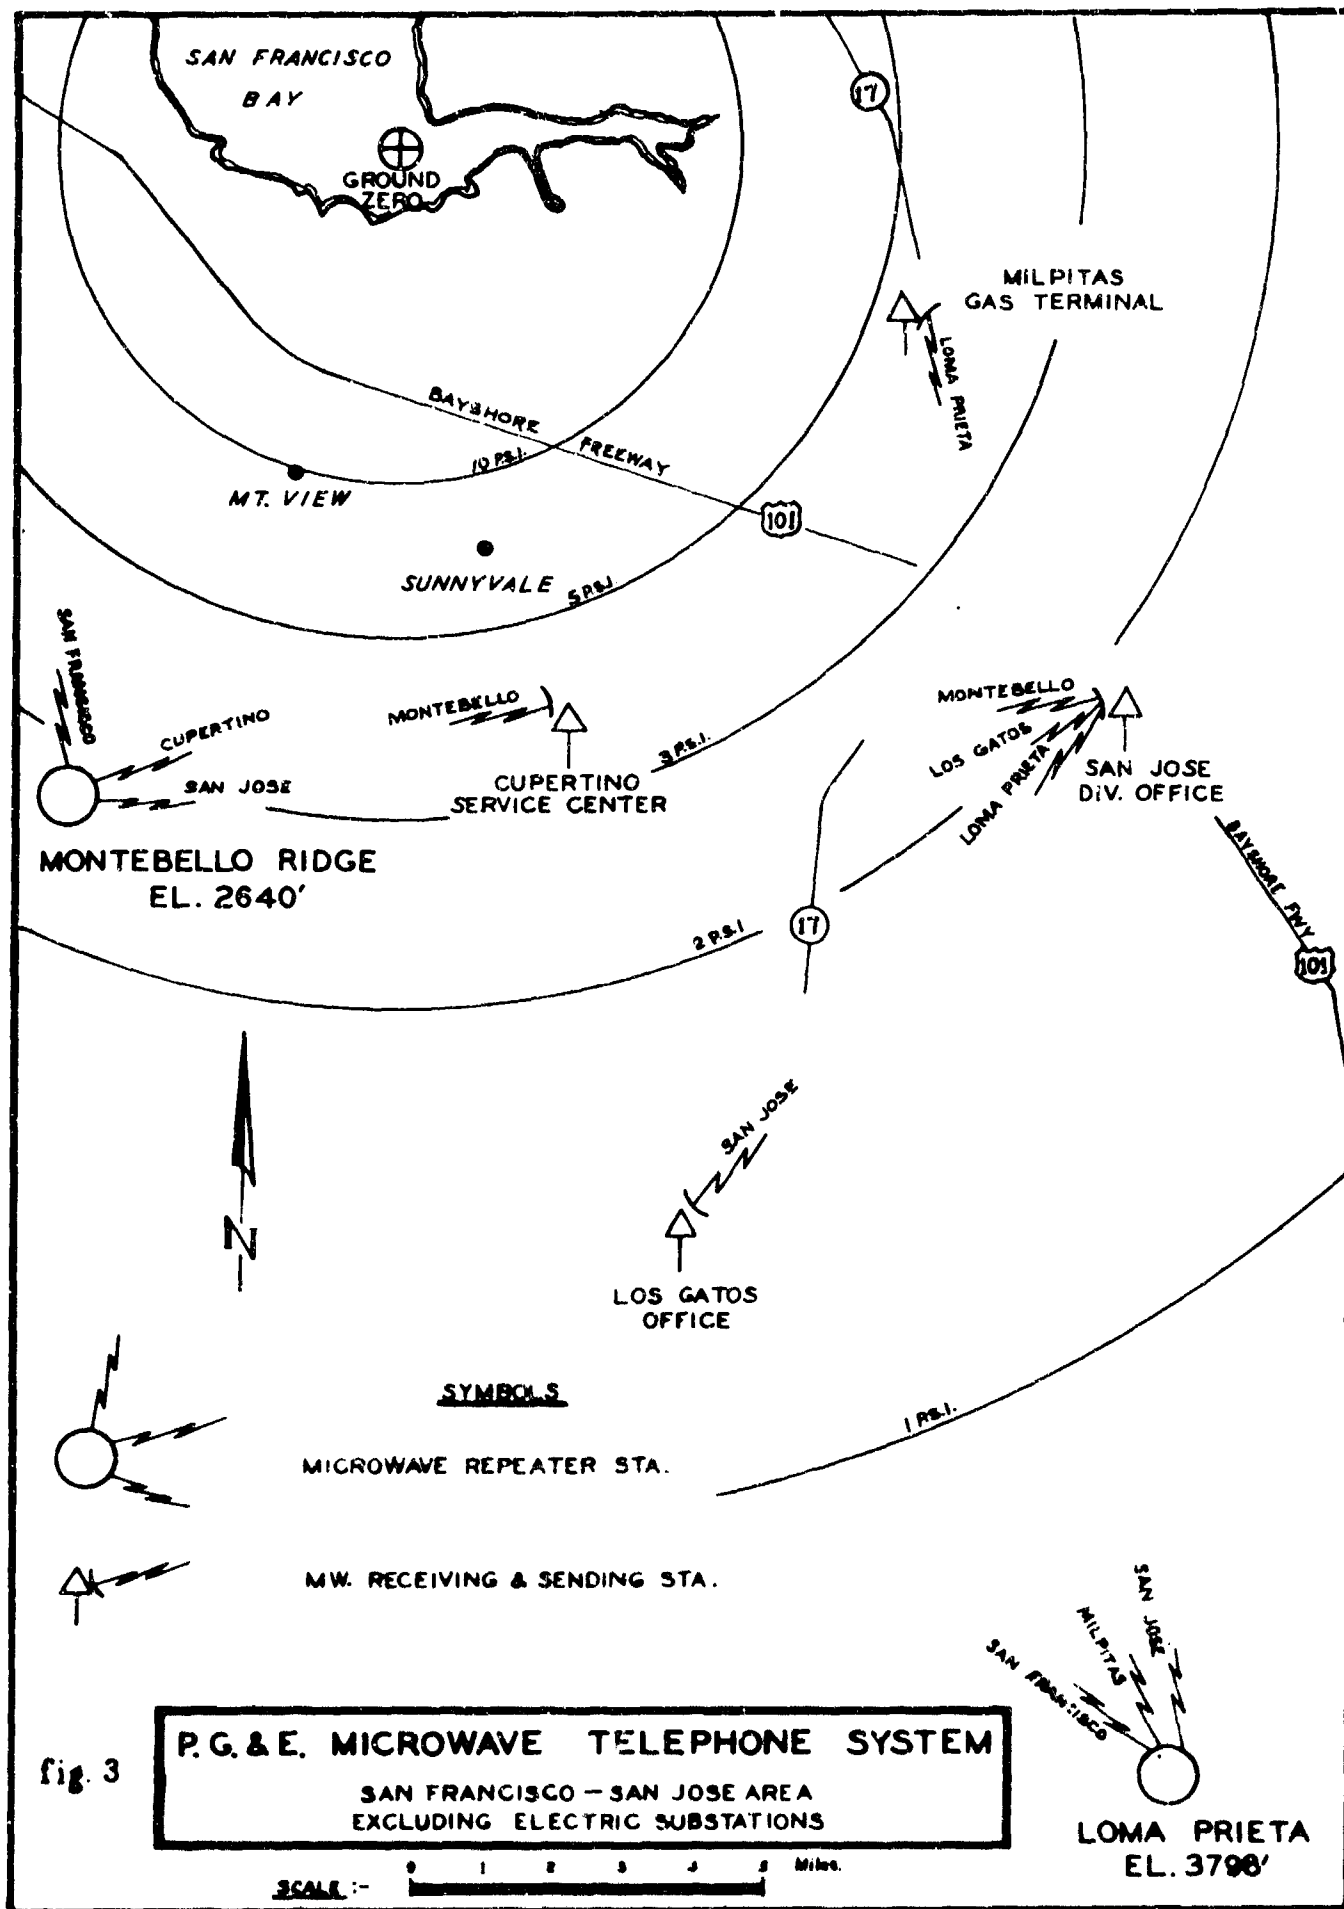 SAN FRANCISCO
BAY
17
GROUND
ZERO
MILPITAS
GAS TERMINAL
LOMA PRIETA
BAYSHORE
FREEWAY
10 P.S.I.
101
MT. VIEW
SUNNYVALE
5 P.S.I.
SAN FRANCISCO
CUPERTINO
SAN JOSE
MONTEBELLO RIDGE
EL. 2640'
MONTEBELLO
CUPERTINO
SERVICE CENTER
3 P.S.I.
MONTEBELLO
LOS GATOS
LOMA PRIETA
SAN JOSE
DIV. OFFICE
BAYSHORE FWY
101
2 P.S.I
17
N
SAN JOSE
LOS GATOS
OFFICE
1 P.S.I.
SYMBOLS
MICROWAVE REPEATER STA.
MW. RECEIVING & SENDING STA.
SAN FRANCISCO
MILPITAS
SAN JOSE
LOMA PRIETA
EL. 3798'
fig. 3
P.G.&E. MICROWAVE TELEPHONE SYSTEM
SAN FRANCISCO – SAN JOSE AREA
EXCLUDING ELECTRIC SUBSTATIONS
SCALE :- 0 1 2 3 4 5 Miles.